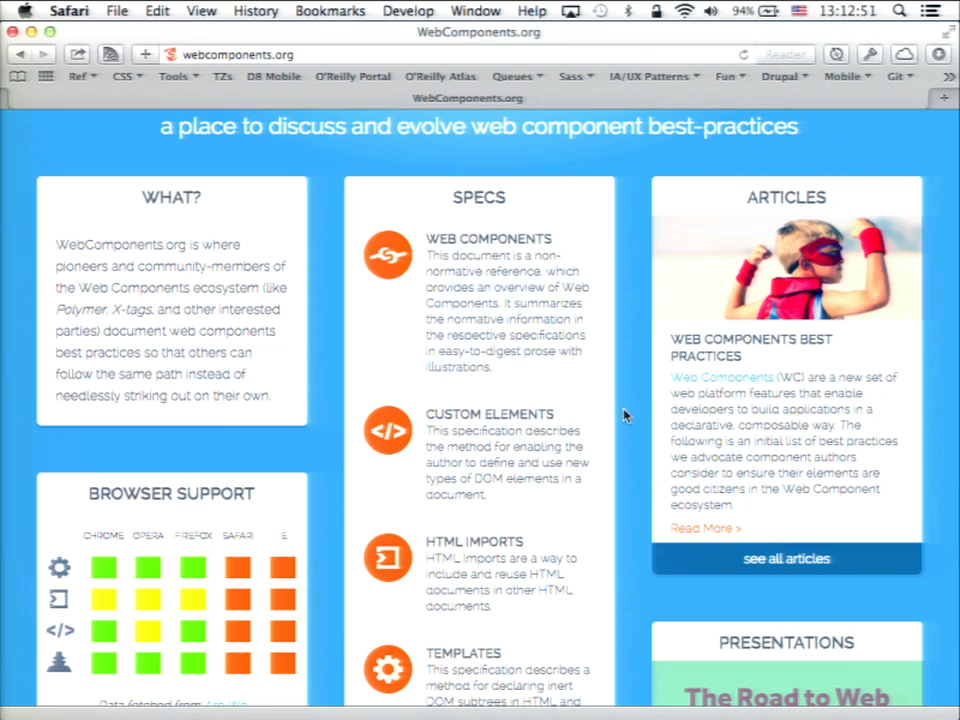 Safari File Edit View History Bookmarks Develop Window Help 94% 13:12:51
WebComponents.org
webcomponents.org Reader
Ref CSS Tools TZs D8 Mobile O'Reilly Portal O'Reilly Atlas Queues Sass IA/UX Patterns Fun Drupal Mobile Git
WebComponents.org
a place to discuss and evolve web component best-practices
WHAT?
WebComponents.org is where
pioneers and community-members of
the Web Components ecosystem (like
Polymer, X-tags, and other interested
parties) document web components
best practices so that others can
follow the same path instead of
needlessly striking out on their own.
BROWSER SUPPORT
CHROME OPERA FIREFOX SAFARI E
</>
Data fetched from Are We
SPECS
WEB COMPONENTS
This document is a non-
normative reference, which
provides an overview of Web
Components. It summarizes
the normative information in
the respective specifications
in easy-to-digest prose with
illustrations.
</>
CUSTOM ELEMENTS
This specification describes
the method for enabling the
author to define and use new
types of DOM elements in a
document.
HTML IMPORTS
HTML Imports are a way to
include and reuse HTML
documents in other HTML
documents.
TEMPLATES
This specification describes a
method for declaring inert
DOM subtrees in HTML and
ARTICLES
WEB COMPONENTS BEST
PRACTICES
Web Components (WC) are a new set of
web platform features that enable
developers to build applications in a
declarative, composable way. The
following is an initial list of best practices
we advocate component authors
consider to ensure their elements are
good citizens in the Web Component
ecosystem.
Read More >
see all articles
PRESENTATIONS
The Road to Web